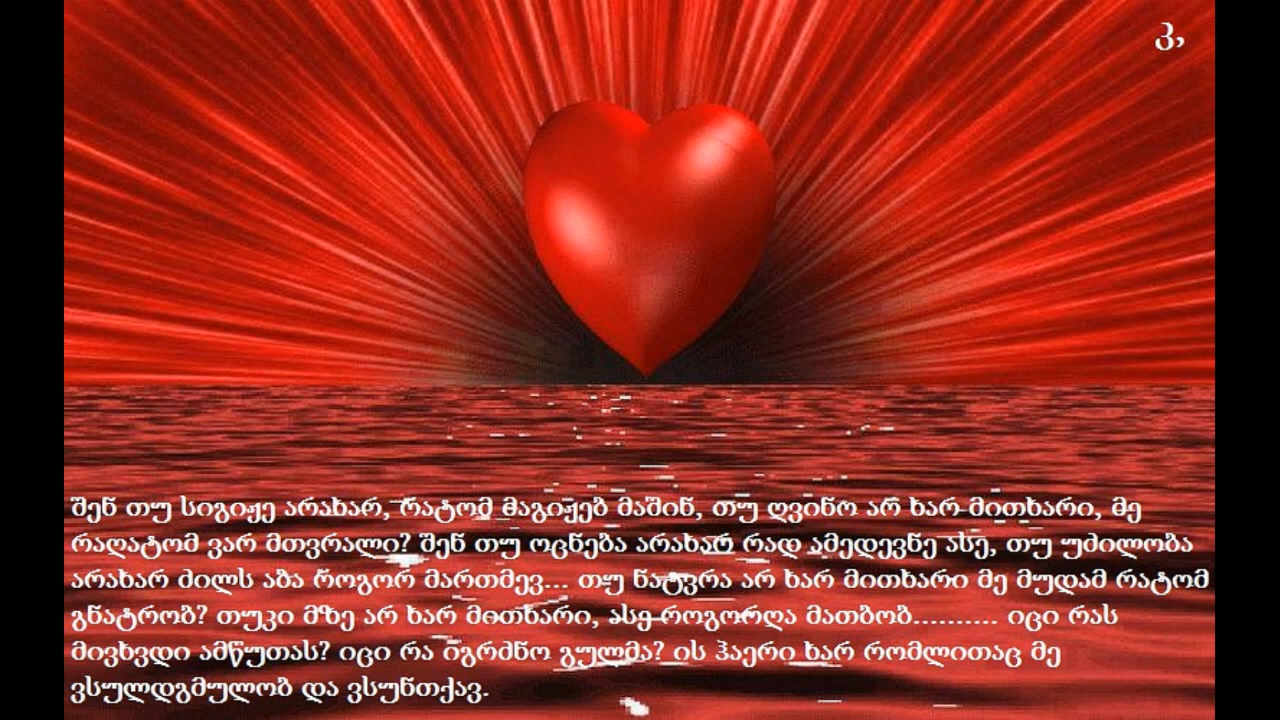 კ,
შენ თუ სიგიჟე არახარ, რატომ მაგიჟებ მაშინ, თუ ღვინო არ ხარ მითხარი, მე
რაღატომ ვარ მთვრალი? შენ თუ ოცნება არახარ რად ამედევნე ასე, თუ უძილობა
არახარ ძილს აბა როგორ მართმევ... თუ ნატვრა არ ხარ მითხარი მე მუდამ რატომ
გნატრობ? თუკი მზე არ ხარ მითხარი, ასე როგორღა მათბობ.......... იცი რას
მივხვდი ამწუთას? იცი რა იგრძნო გულმა? ის ჰაერი ხარ რომლითაც მე
ვსულდგმულობ და ვსუნთქავ.